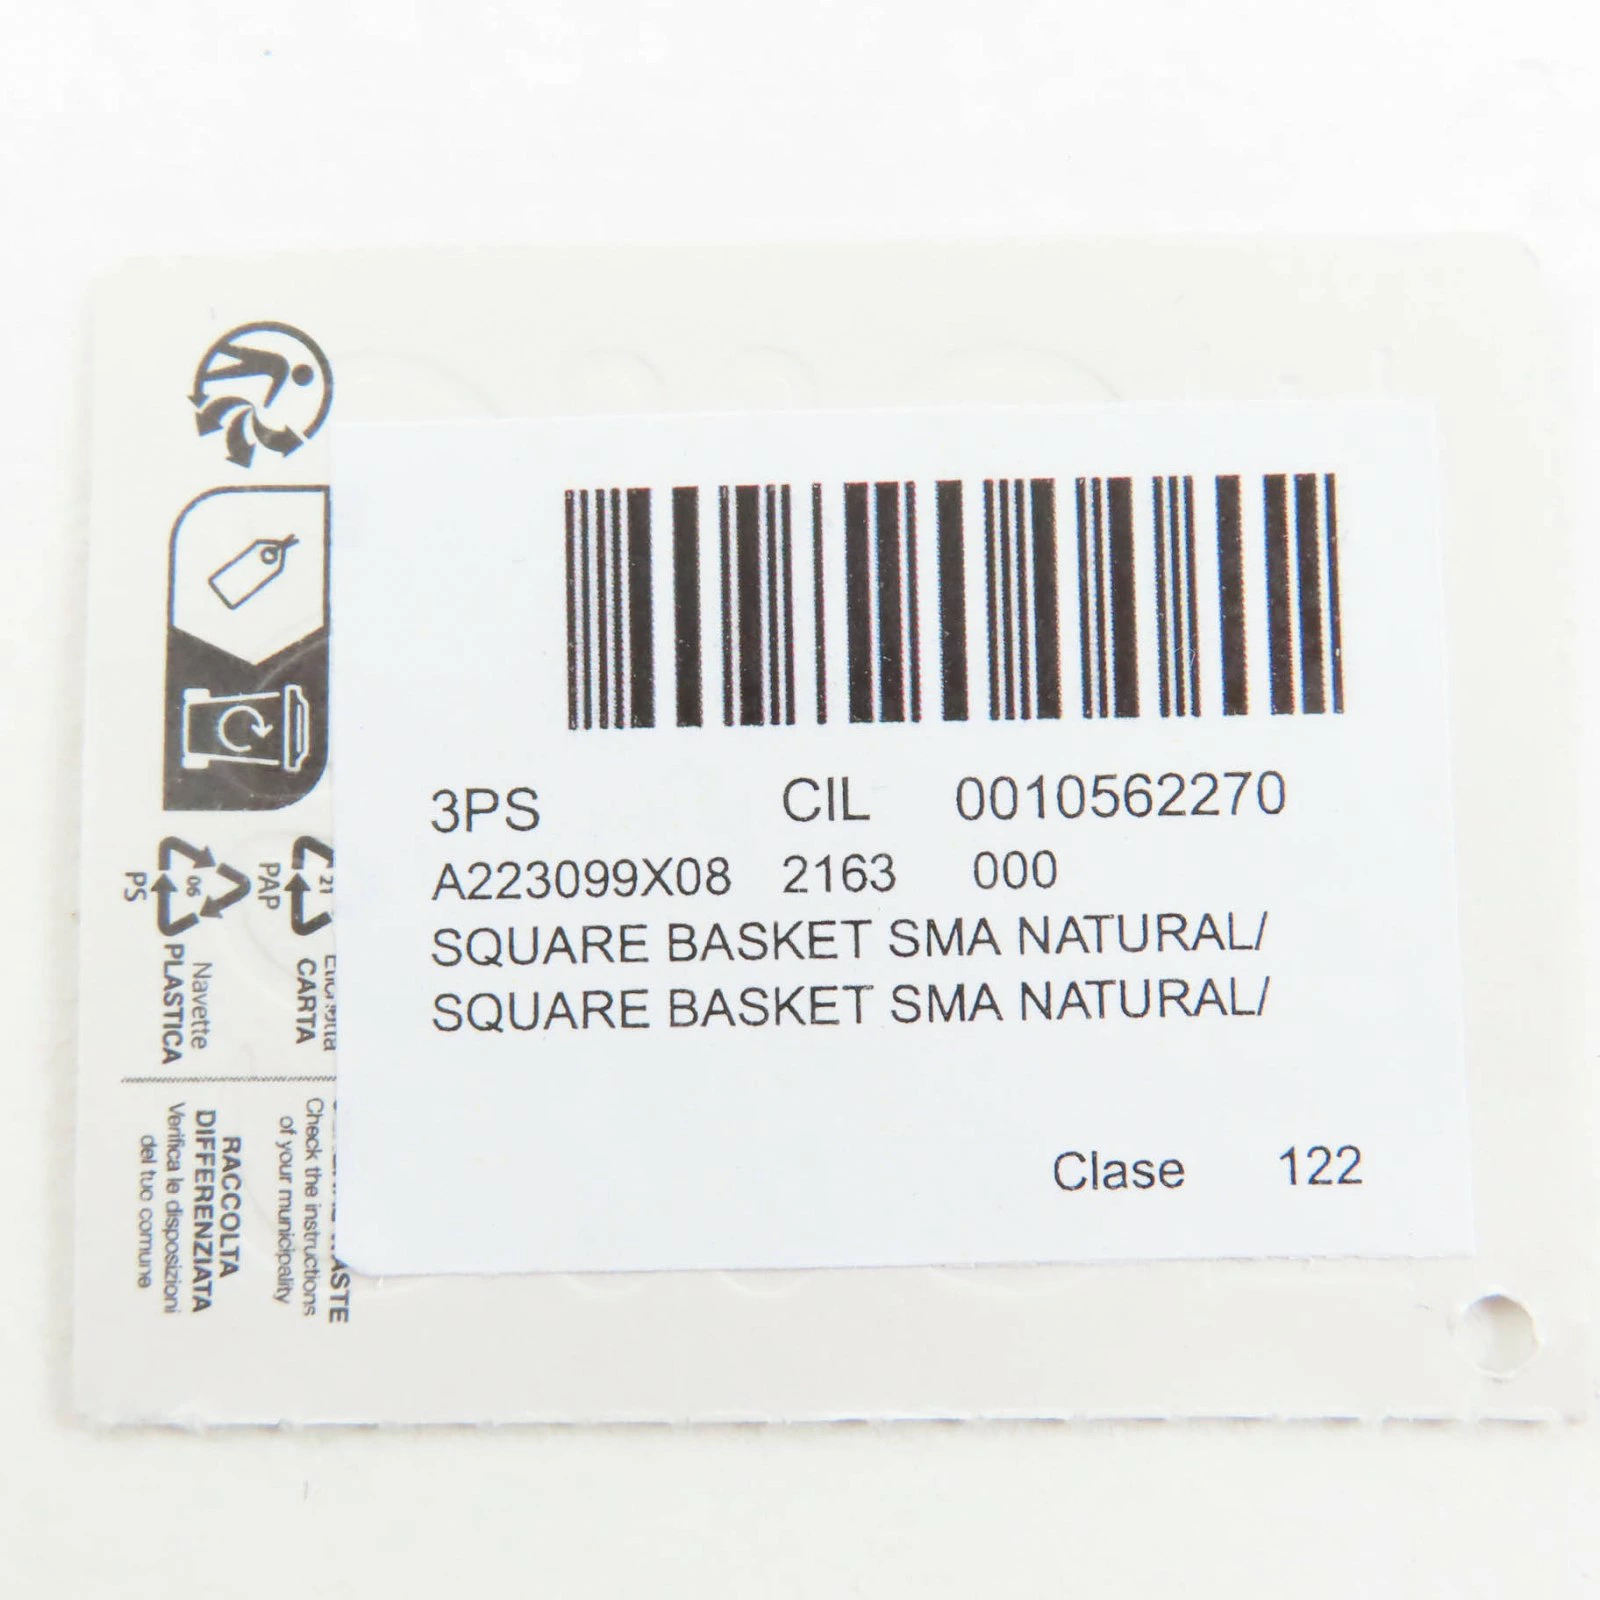 3PS CIL 0010562270
A223099X08 2163 000
SQUARE BASKET SMA NATURAL/
SQUARE BASKET SMA NATURAL/
Clase 122
21
PAP
CARTA
06
PS
Navette
PLASTICA
ASTE
Check the instructions
of your municipality
RACCOLTA
DIFFERENZIATA
Verifica le disposizioni
del tuo comune